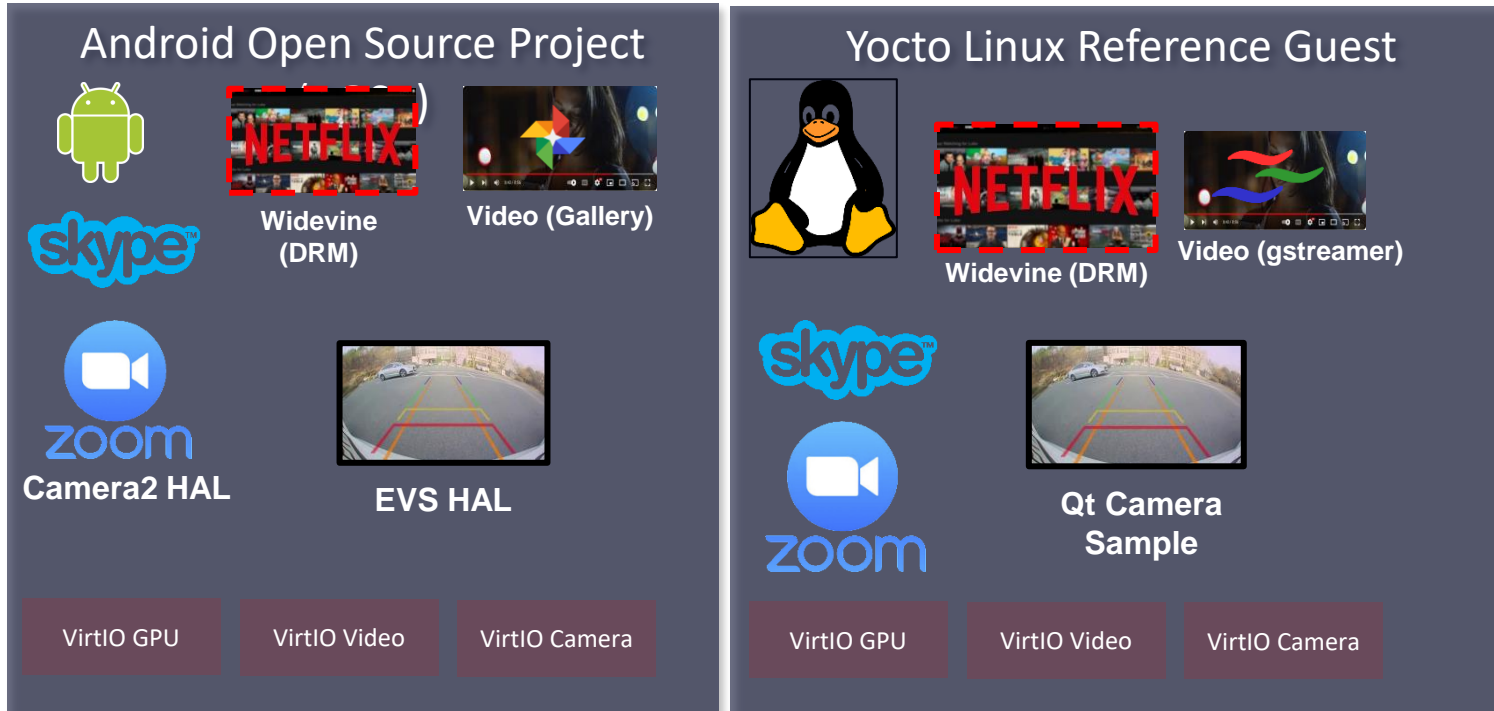 Android Open Source Project
)
NETFLIX
Widevine
(DRM)
Video (Gallery)
skype™
zoom
Camera2 HAL
EVS HAL
VirtIO GPU
VirtIO Video
VirtIO Camera
Yocto Linux Reference Guest
NETFLIX
Widevine (DRM)
Video (gstreamer)
skype™
zoom
Qt Camera
Sample
VirtIO GPU
VirtIO Video
VirtIO Camera